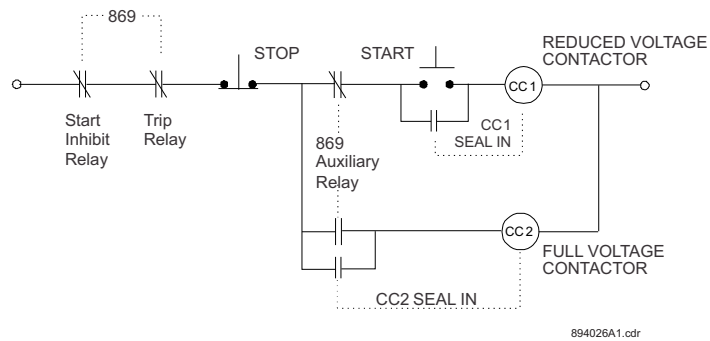 869
STOP
START
REDUCED VOLTAGE
CONTACTOR
CC1
Start
Inhibit
Relay
Trip
Relay
869
Auxiliary
Relay
CC1
SEAL IN
CC2
FULL VOLTAGE
CONTACTOR
CC2 SEAL IN
894026A1.cdr